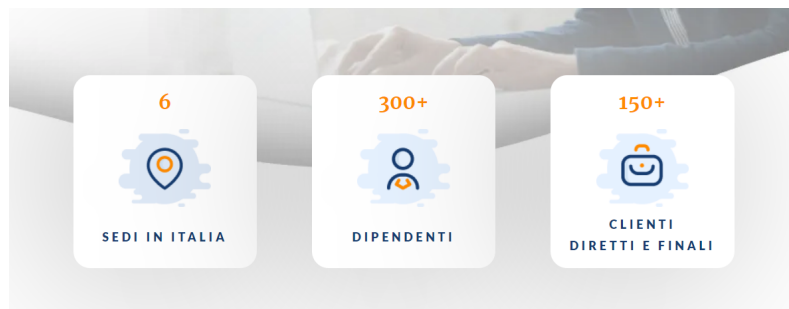 6
SEDI IN ITALIA
300+
DIPENDENTI
150+
CLIENTI
DIRETTI E FINALI